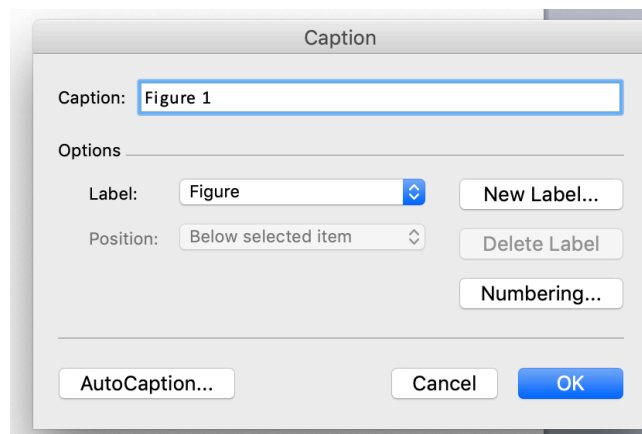 Caption
Caption: Figure 1
Options
Label: Figure New Label...
Position: Below selected item Delete Label
Numbering...
AutoCaption... Cancel OK